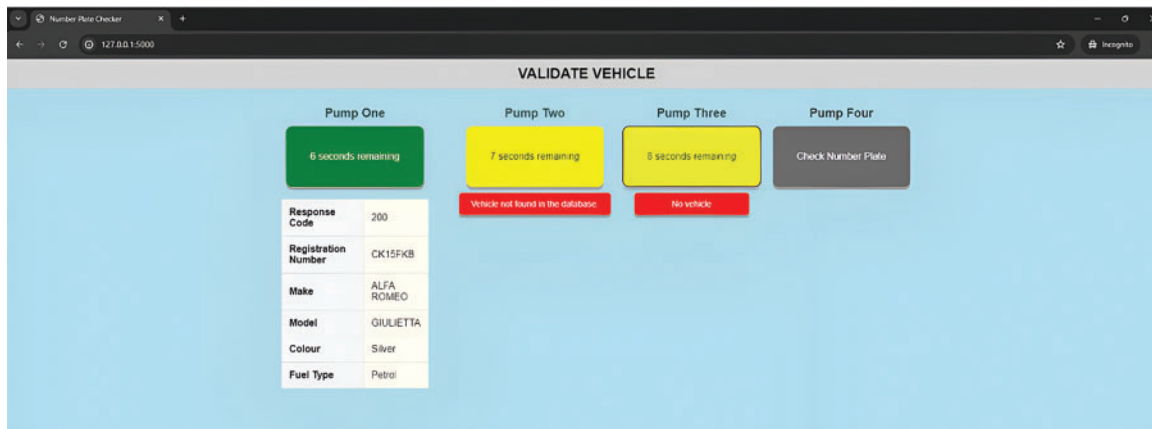 Number Plate Checker
127.0.0.1:5000
Incognito
VALIDATE VEHICLE
Pump One
Pump Two
Pump Three
Pump Four
6 seconds remaining
7 seconds remaining
8 seconds remaining
Check Number Plate
Vehicle not found in the database
No vehicle
Response
Code
200
Registration
Number
CK15FKB
Make
ALFA
ROMEO
Model
GIULIETTA
Colour
Silver
Fuel Type
Petrol